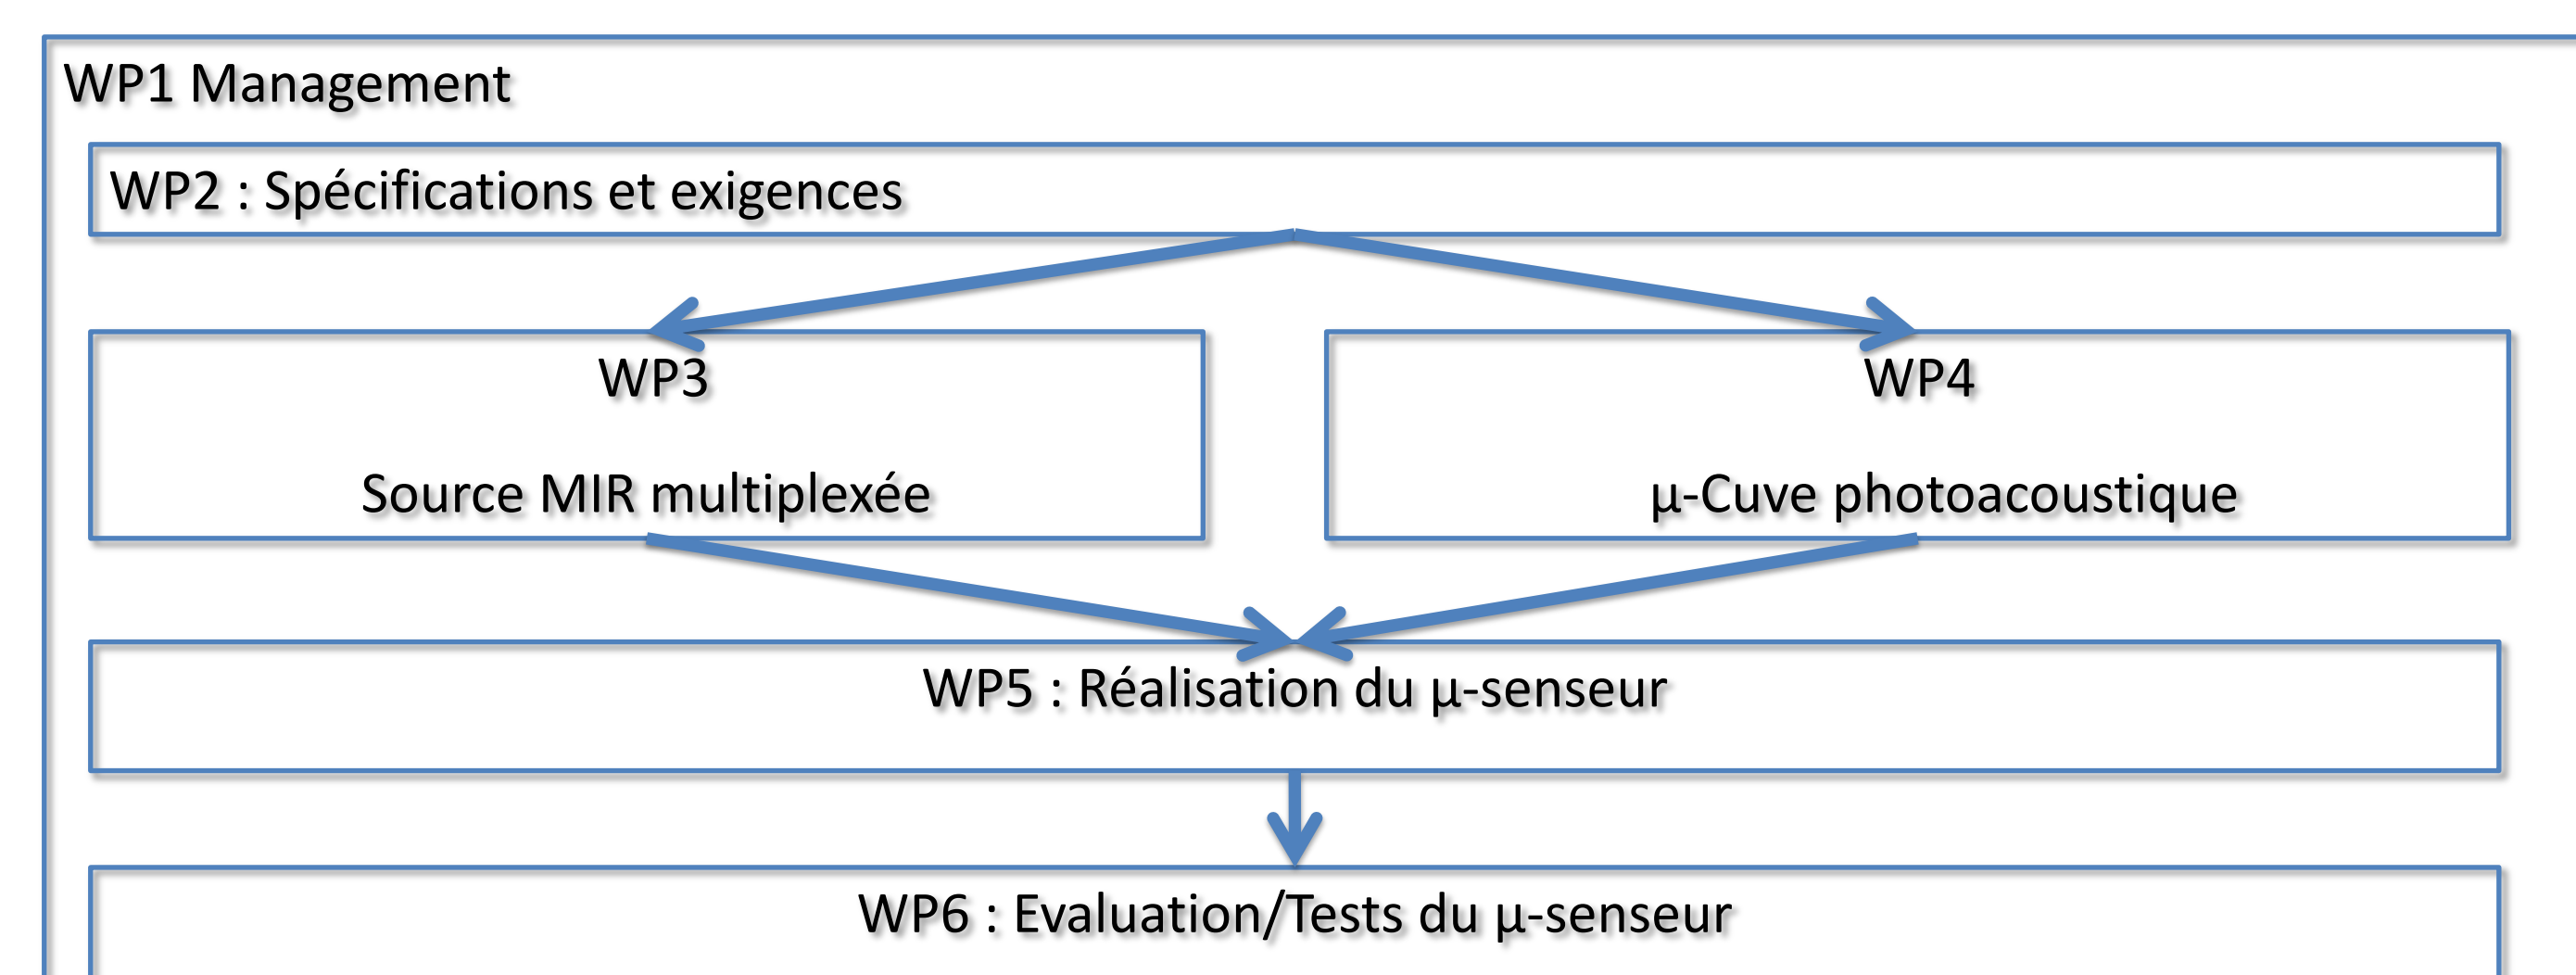 WP1 Management
WP2 : Spécifications et exigences
WP3
Source MIR multiplexée
WP4
µ-Cuve photoacoustique
WP5 : Réalisation du µ-senseur
WP6 : Evaluation/Tests du µ-senseur